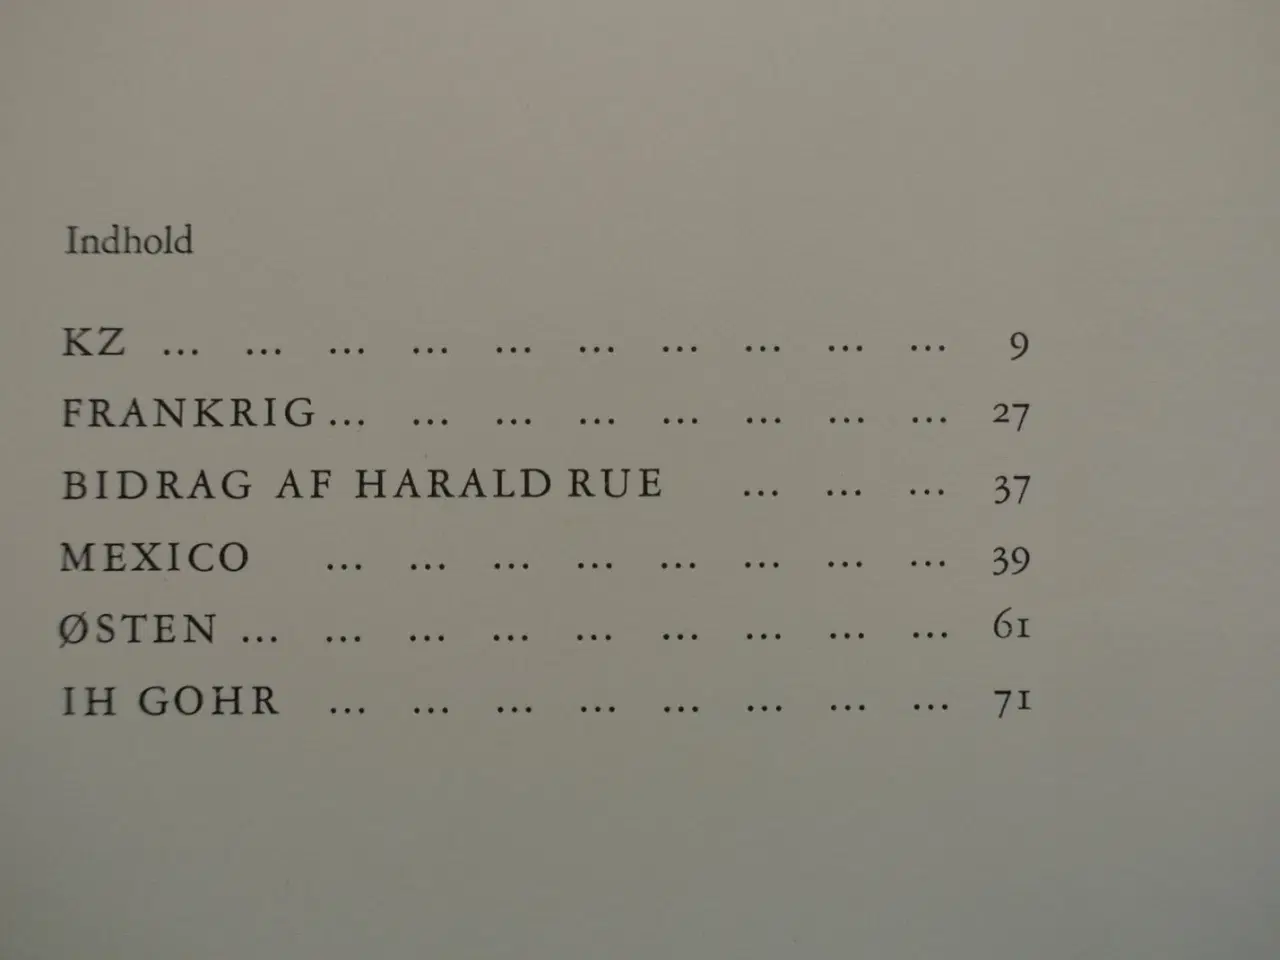 Indhold
KZ ... ... ... ... ... ... ... ... ... ... 9
FRANKRIG ... ... ... ... ... ... ... ... 27
BIDRAG AF HARALD RUE ... ... ... 37
MEXICO ... ... ... ... ... ... ... ... 39
ØSTEN ... ... ... ... ... ... ... ... ... 61
IH GOHR ... ... ... ... ... ... ... ... 71